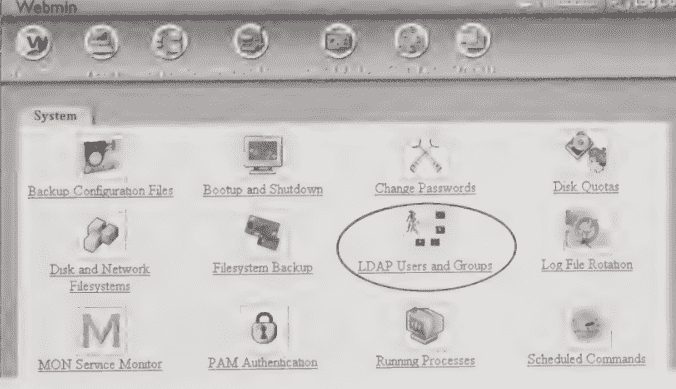 Webmin
System
Backup Configuration Files
Bootup and Shutdown
Change Passwords
Disk Quotas
Disk and Network
Filesystems
Filesystem Backup
LDAP Users and Groups
Log File Rotation
MON Service Monitor
PAM Authentication
Running Processes
Scheduled Commands